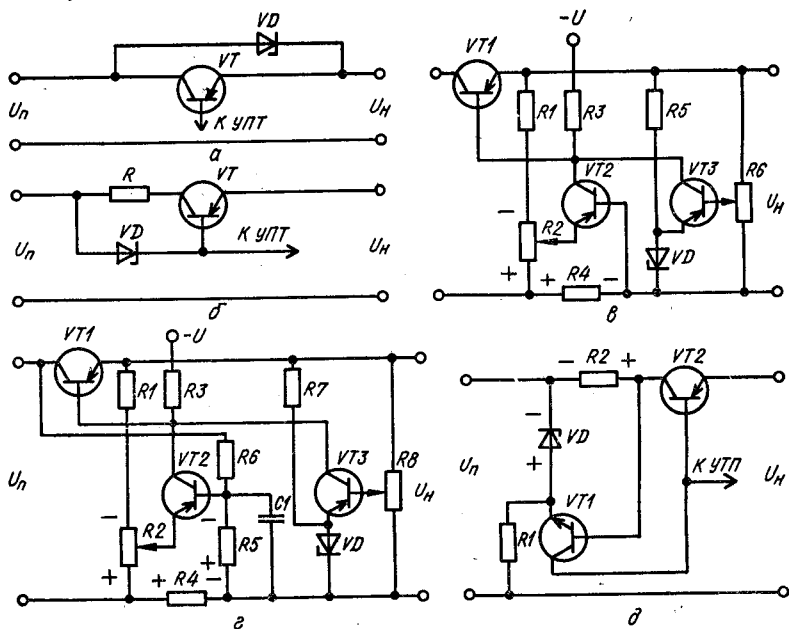 VD
VT
Uп
К УПТ
Uн
а
R
VT
VD
К УПТ
Uп
Uн
б
-U
VT1
R1
R3
R5
VT2
VT3
R6
Uн
-
R2
VD
+
+ R4 -
в
VT1
-U
R1
R3
R7
R6
VT2
VT3
R8
Uп
C1
Uн
-
R2
-
R5
VD
+
+ R4
+
-
г
- R2 +
VT2
-
VD
+
Uп
К УТП
Uн
VT1
R1
д